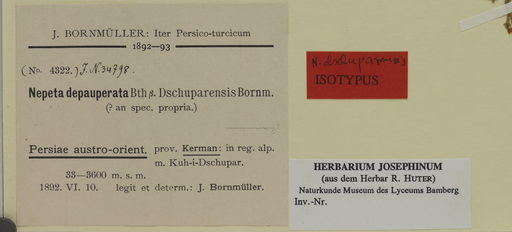 J. BORNMÜLLER: Iter Persico-turcicum
1892—93
(No. 4322.) J. N. 34798.
Nepeta depauperata Bth β. Dschuparensis Bornm.
(? an spec. propria.)
Persiae austro-orient. prov. Kerman: in reg. alp.
m. Kuh-i-Dschupar.
33—3600 m. s. m.
1892. VI. 10. legit et determ.: J. Bornmüller.
N. dschuparensis
ISOTYPUS
HERBARIUM JOSEPHINUM
(aus dem Herbar R. HUTER)
Naturkunde Museum des Lyceums Bamberg
Inv.-Nr.